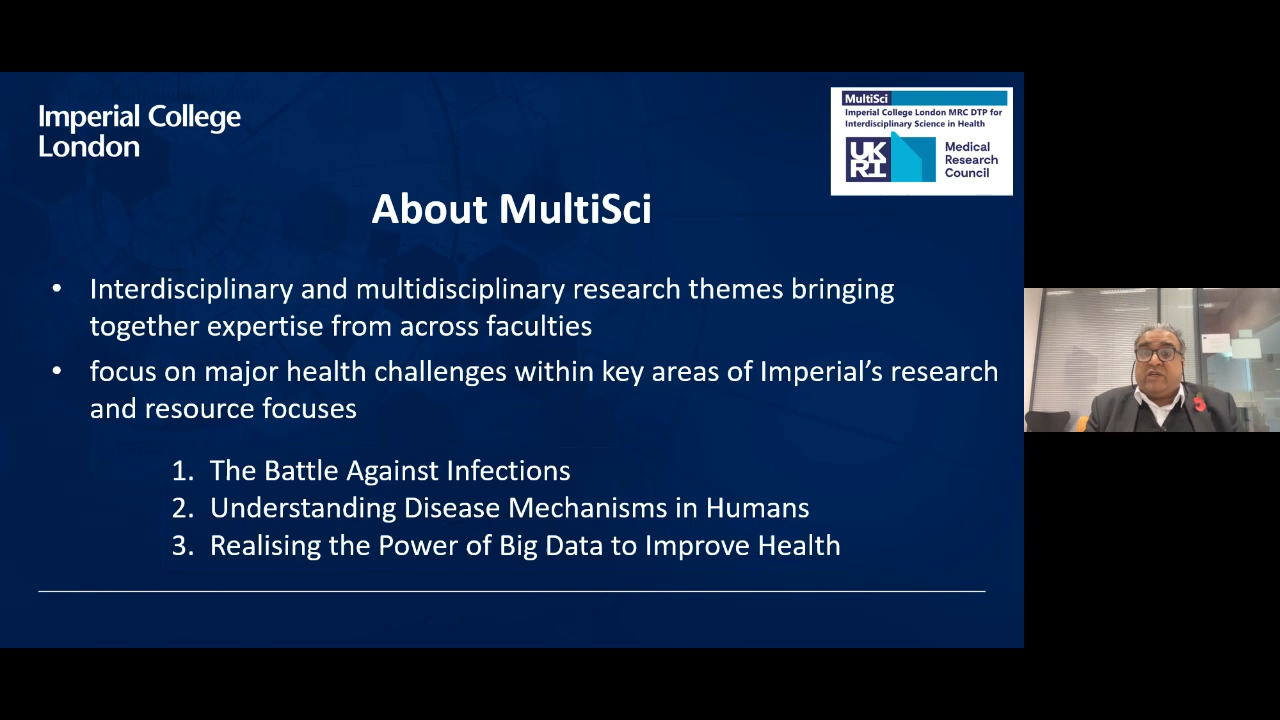 Imperial College
London
MultiSci
Imperial College London MRC DTP for
Interdisciplinary Science in Health
UK
RI
Medical
Research
Council
About MultiSci
• Interdisciplinary and multidisciplinary research themes bringing
together expertise from across faculties
• focus on major health challenges within key areas of Imperial’s research
and resource focuses
1. The Battle Against Infections
2. Understanding Disease Mechanisms in Humans
3. Realising the Power of Big Data to Improve Health